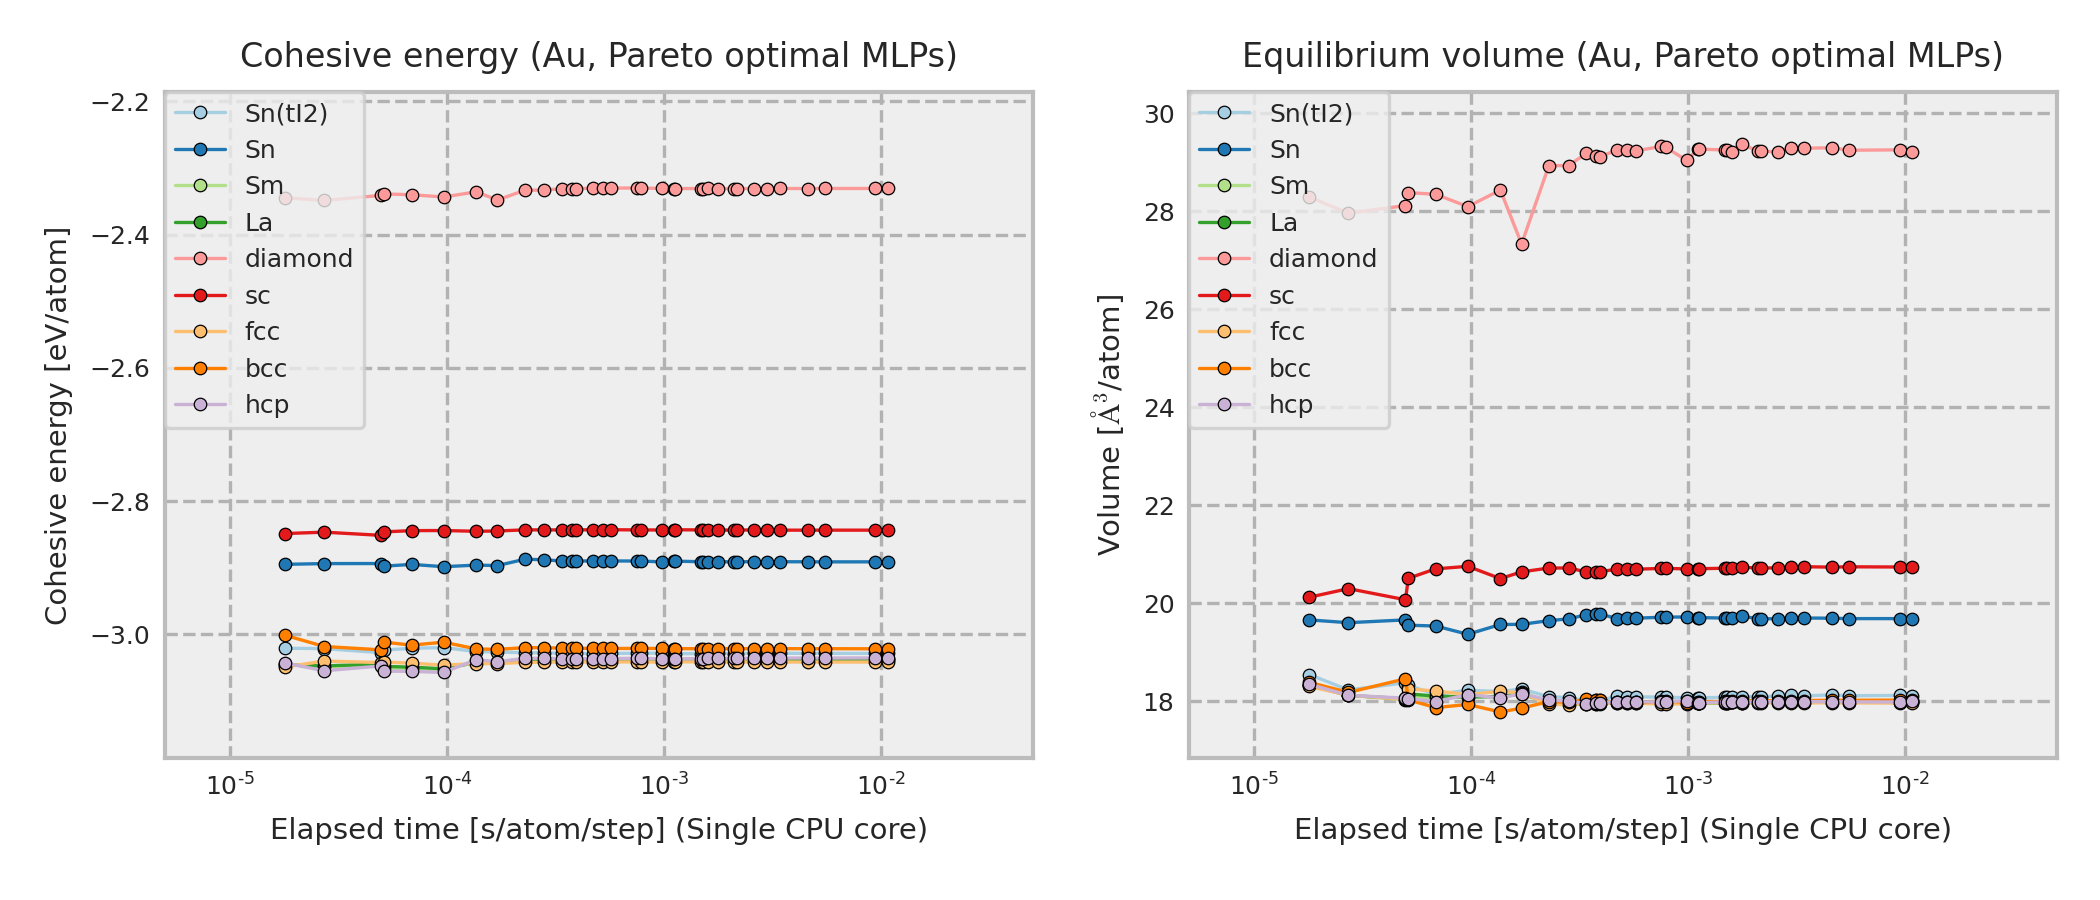 Cohesive energy (Au, Pareto optimal MLPs)
−2.2
−2.4
−2.6
−2.8
−3.0
Cohesive energy [eV/atom]
Sn(tI2)
Sn
Sm
La
diamond
sc
fcc
bcc
hcp
10^-5 10^-4 10^-3 10^-2
Elapsed time [s/atom/step] (Single CPU core)
Equilibrium volume (Au, Pareto optimal MLPs)
30
28
26
24
22
20
18
Volume [Å^3/atom]
Sn(tI2)
Sn
Sm
La
diamond
sc
fcc
bcc
hcp
10^-5 10^-4 10^-3 10^-2
Elapsed time [s/atom/step] (Single CPU core)